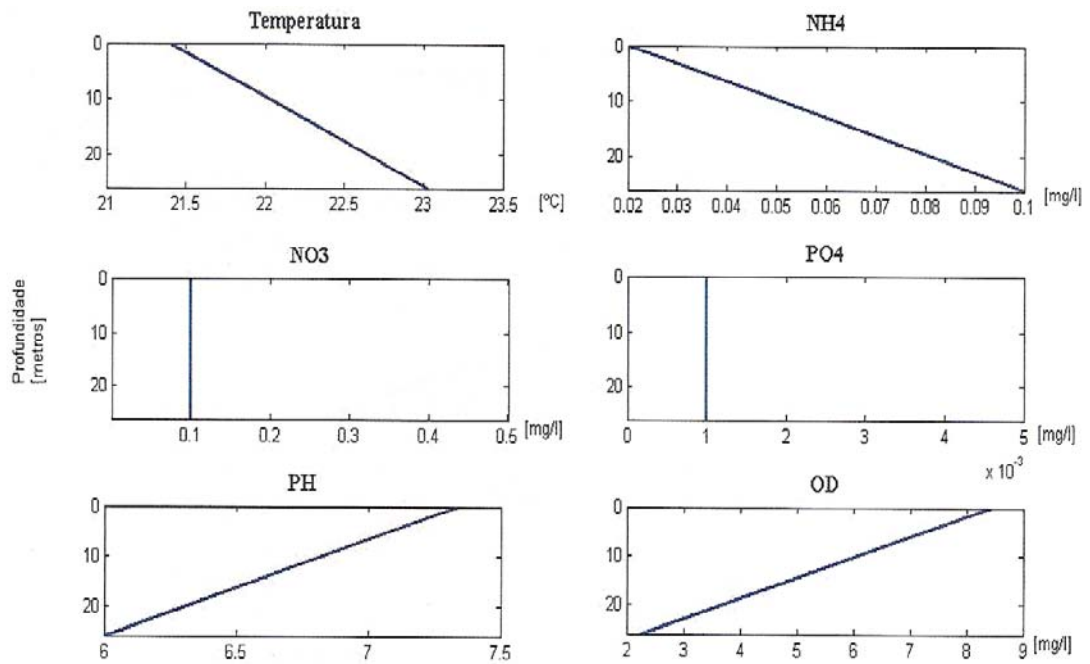 Temperatura
0
10
20
21 21.5 22 22.5 23 23.5 [ºC]
NH4
0
10
20
0.02 0.03 0.04 0.05 0.06 0.07 0.08 0.09 0.1 [mg/l]
Profundidade
[metros]
NO3
0
10
20
0.1 0.2 0.3 0.4 0.5 [mg/l]
PO4
0
10
20
0 1 2 3 4 5 [mg/l]
x 10-3
PH
0
10
20
6 6.5 7 7.5
OD
0
10
20
2 3 4 5 6 7 8 9 [mg/l]